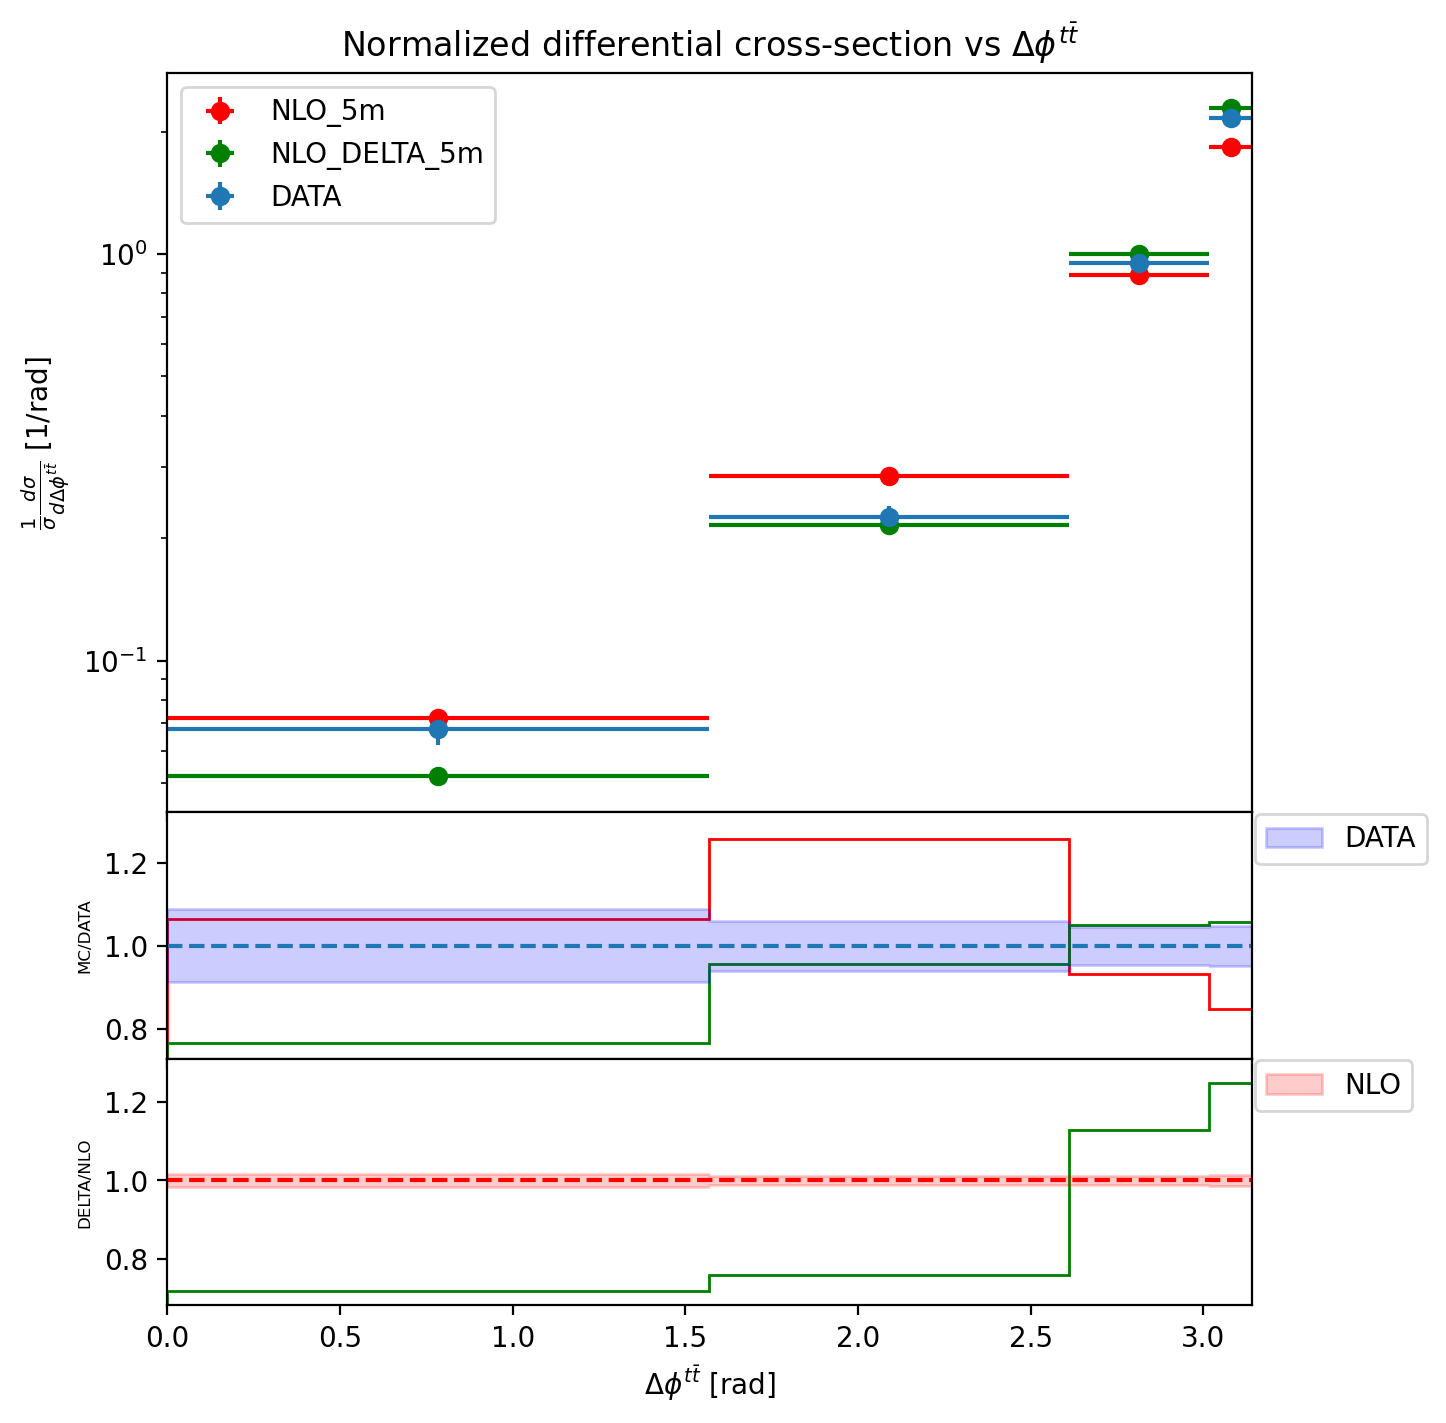 Normalized differential cross-section vs Δϕ^{tt̄}
NLO_5m
NLO_DELTA_5m
DATA
10⁰
10⁻¹
1/σ dσ/dΔϕ^{tt̄} [1/rad]
DATA
1.2
1.0
0.8
MC/DATA
NLO
1.2
1.0
0.8
DELTA/NLO
0.0 0.5 1.0 1.5 2.0 2.5 3.0
Δϕ^{tt̄} [rad]